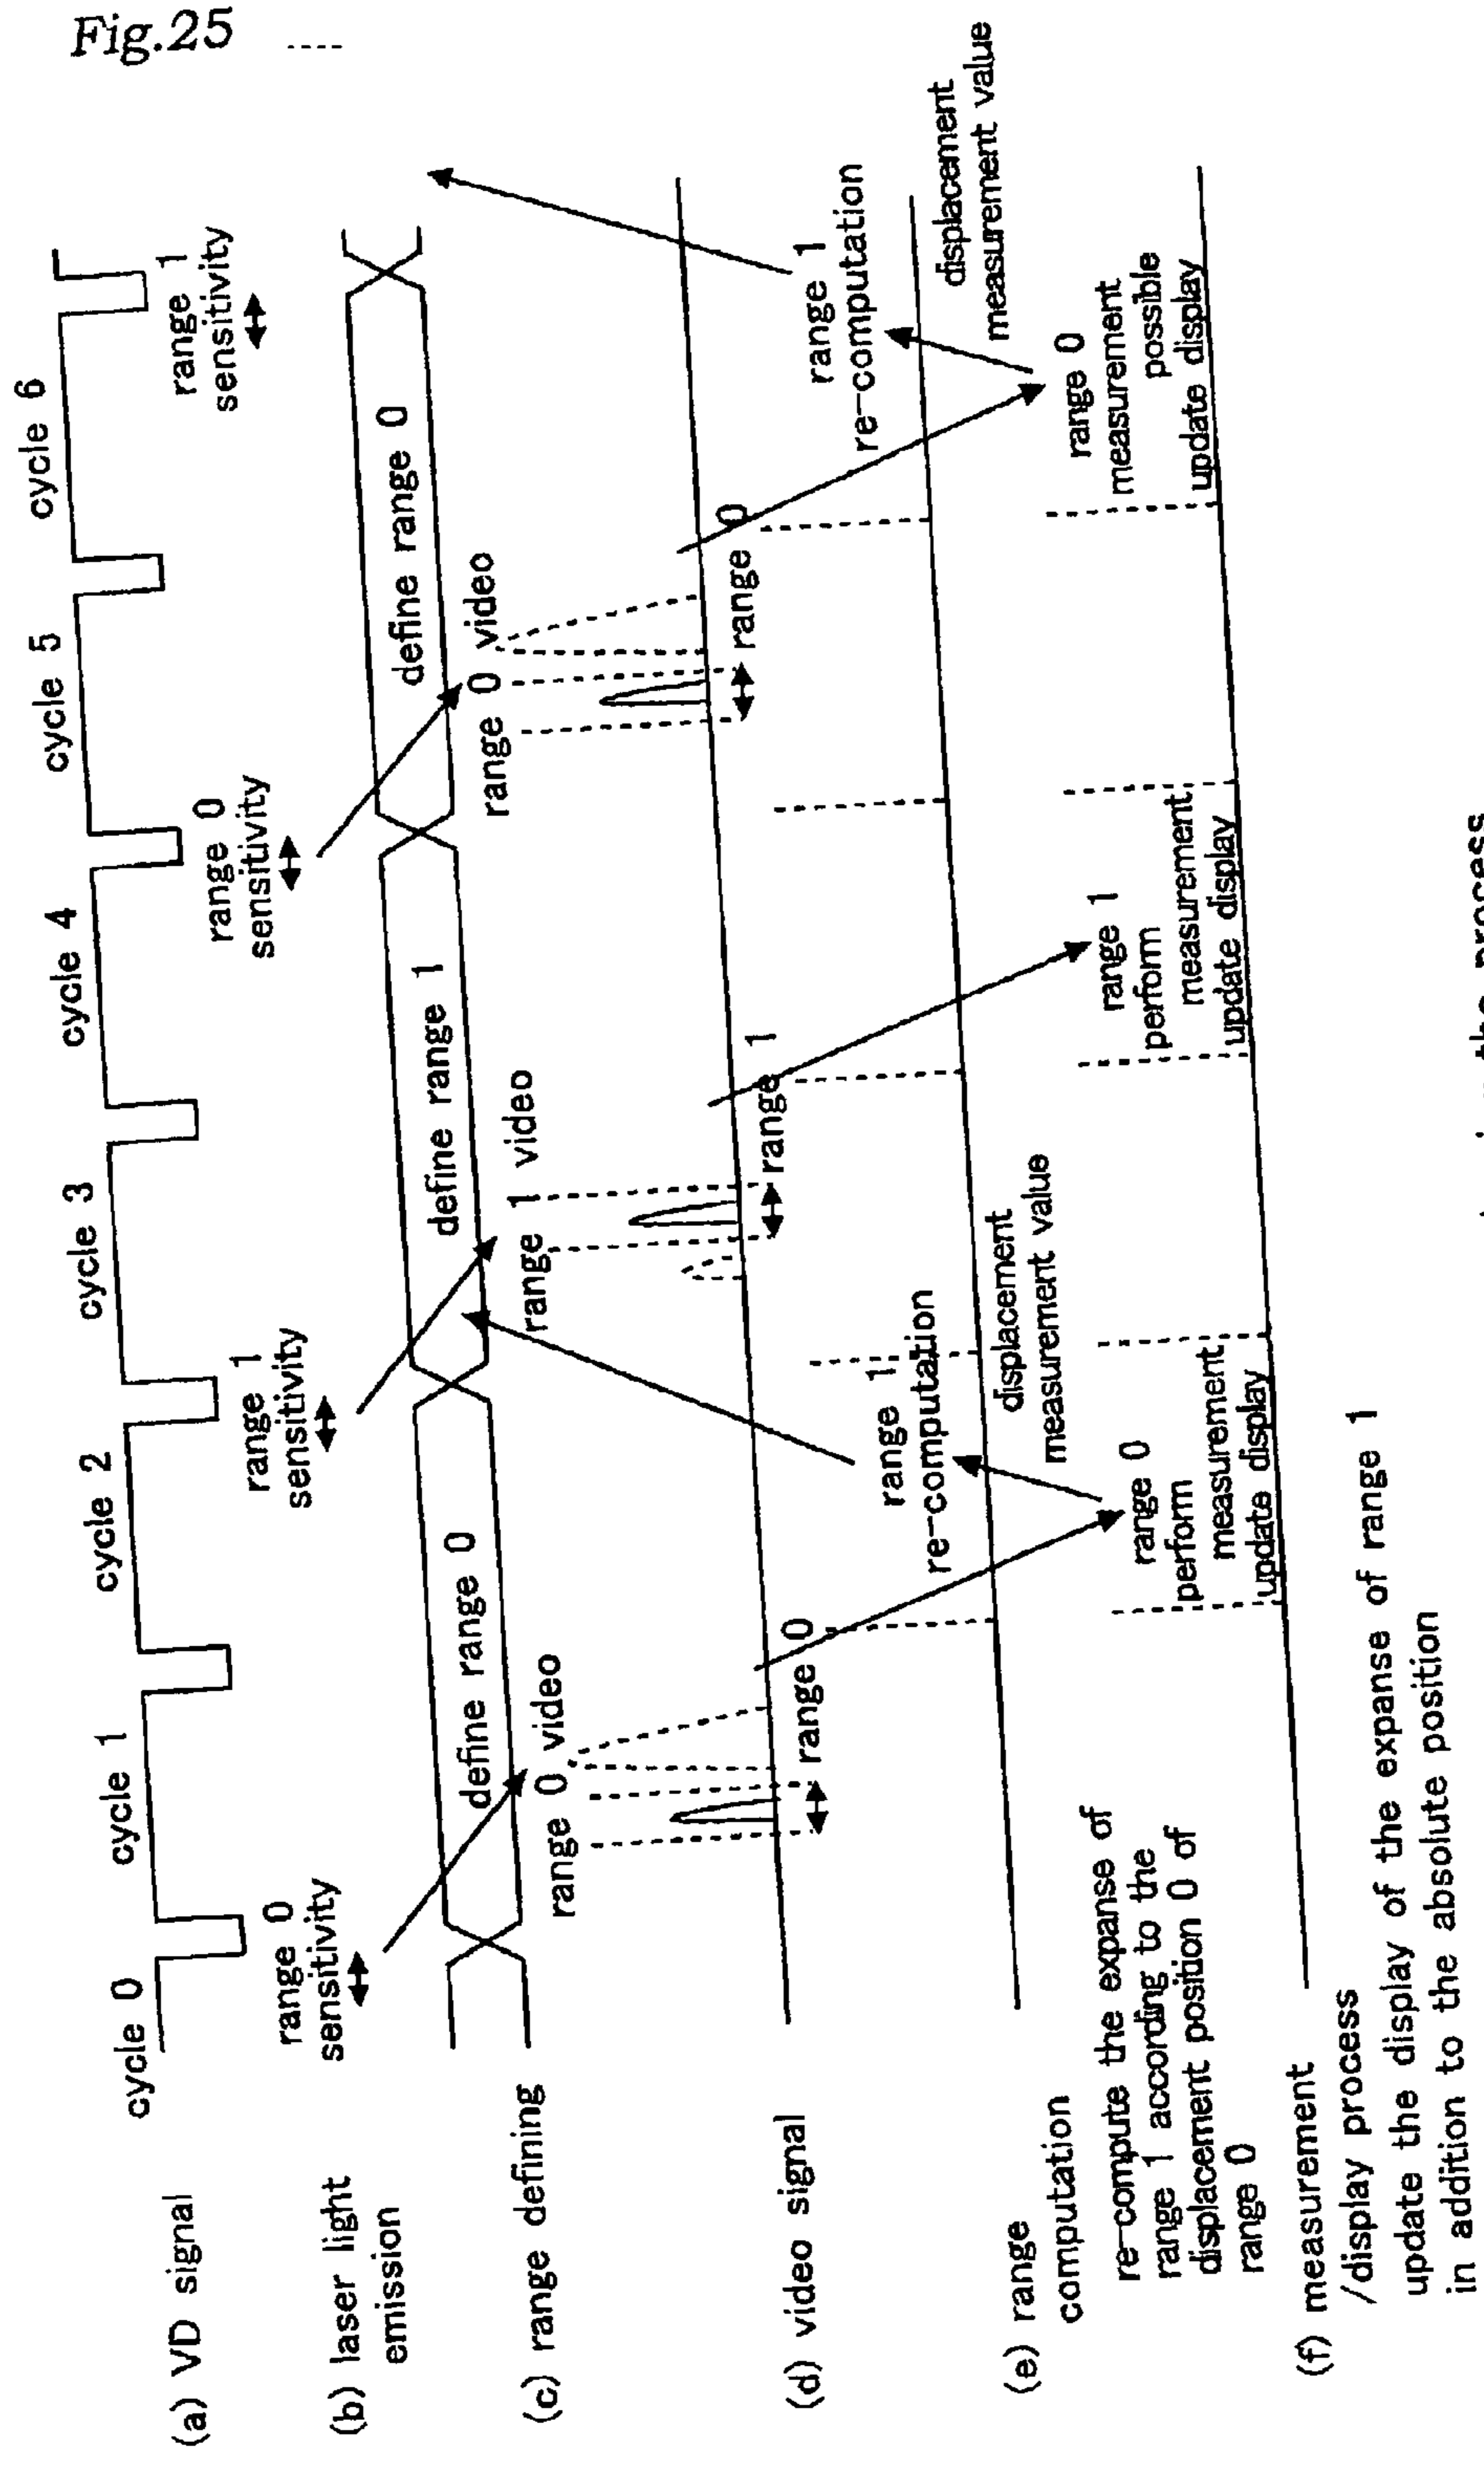 Fig.25
cycle 0
cycle 1
cycle 2
cycle 3
cycle 4
cycle 5
cycle 6
(a) VD signal
range 0
sensitivity
range 1
sensitivity
range 0
sensitivity
range 1
sensitivity
(b) laser light
emission
define range 0
define range 1
define range 0
(c) range defining
range 0 video
range 1 video
range 0 video
(d) video signal
range 0
range 1
range 0
range 1
re-computation
range 1
re-computation
(e) range
computation
re-compute the expanse of
range 1 according to the
displacement position 0 of
range 0
displacement
measurement value
displacement
measurement value
range 0
perform
measurement
update display
range 1
perform
measurement
update display
range 0
measurement
possible
update display
(f) measurement
/display process
update the display of the expanse of range 1
in addition to the absolute position
the process